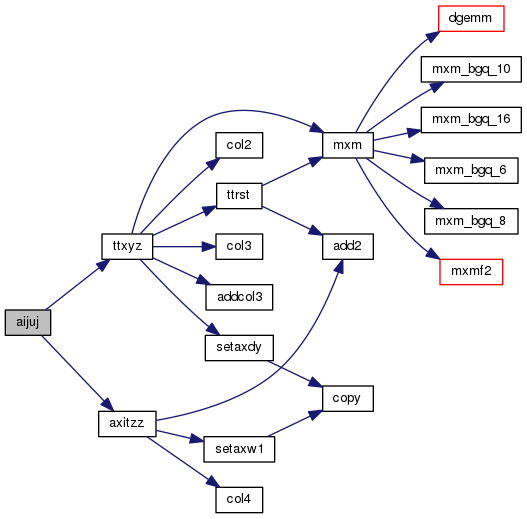 dgemm
mxm_bgq_10
mxm_bgq_16
col2
mxm
mxm_bgq_6
ttrst
mxm_bgq_8
ttxyz
col3
add2
mxmf2
addcol3
aijuj
setaxdy
copy
axitzz
setaxw1
col4